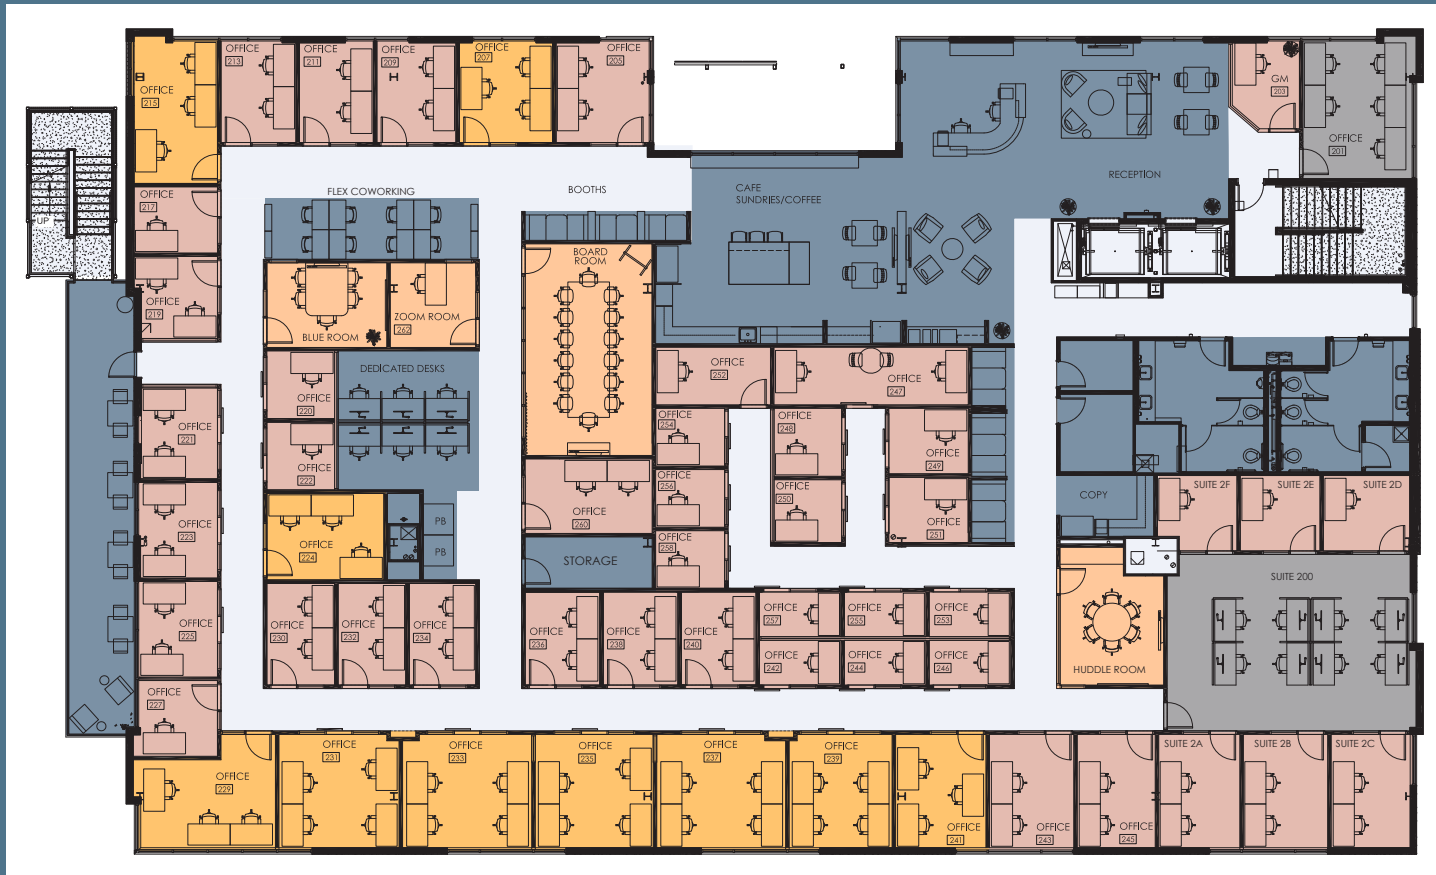 OFFICE
213
OFFICE
211
OFFICE
209
OFFICE
207
OFFICE
205
OFFICE
215
GM
203
OFFICE
201
UP
OFFICE
217
FLEX COWORKING
BOOTHS
CAFE
SUNDRIES/COFFEE
RECEPTION
OFFICE
219
BOARD
ROOM
BLUE ROOM
ZOOM ROOM
262
DEDICATED DESKS
OFFICE
220
OFFICE
222
OFFICE
252
OFFICE
247
OFFICE
221
OFFICE
254
OFFICE
248
OFFICE
249
OFFICE
223
OFFICE
256
OFFICE
250
OFFICE
251
OFFICE
260
COPY
SUITE 2F
SUITE 2E
SUITE 2D
PB
PB
OFFICE
224
STORAGE
OFFICE
258
SUITE 200
OFFICE
225
OFFICE
230
OFFICE
232
OFFICE
234
OFFICE
236
OFFICE
238
OFFICE
240
OFFICE
257
OFFICE
255
OFFICE
253
OFFICE
242
OFFICE
244
OFFICE
246
HUDDLE ROOM
OFFICE
227
OFFICE
229
OFFICE
231
OFFICE
233
OFFICE
235
OFFICE
237
OFFICE
239
OFFICE
241
OFFICE
243
OFFICE
245
SUITE 2A
SUITE 2B
SUITE 2C